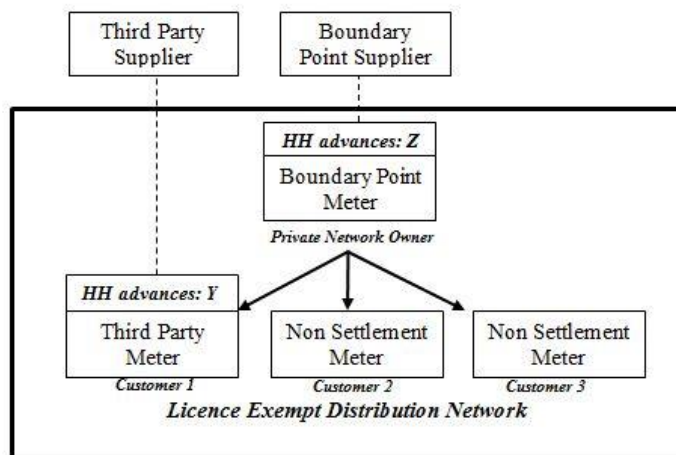 Third Party
Supplier
Boundary
Point Supplier
HH advances: Z
Boundary Point
Meter
Private Network Owner
HH advances: Y
Third Party
Meter
Customer 1
Non Settlement
Meter
Customer 2
Non Settlement
Meter
Customer 3
Licence Exempt Distribution Network